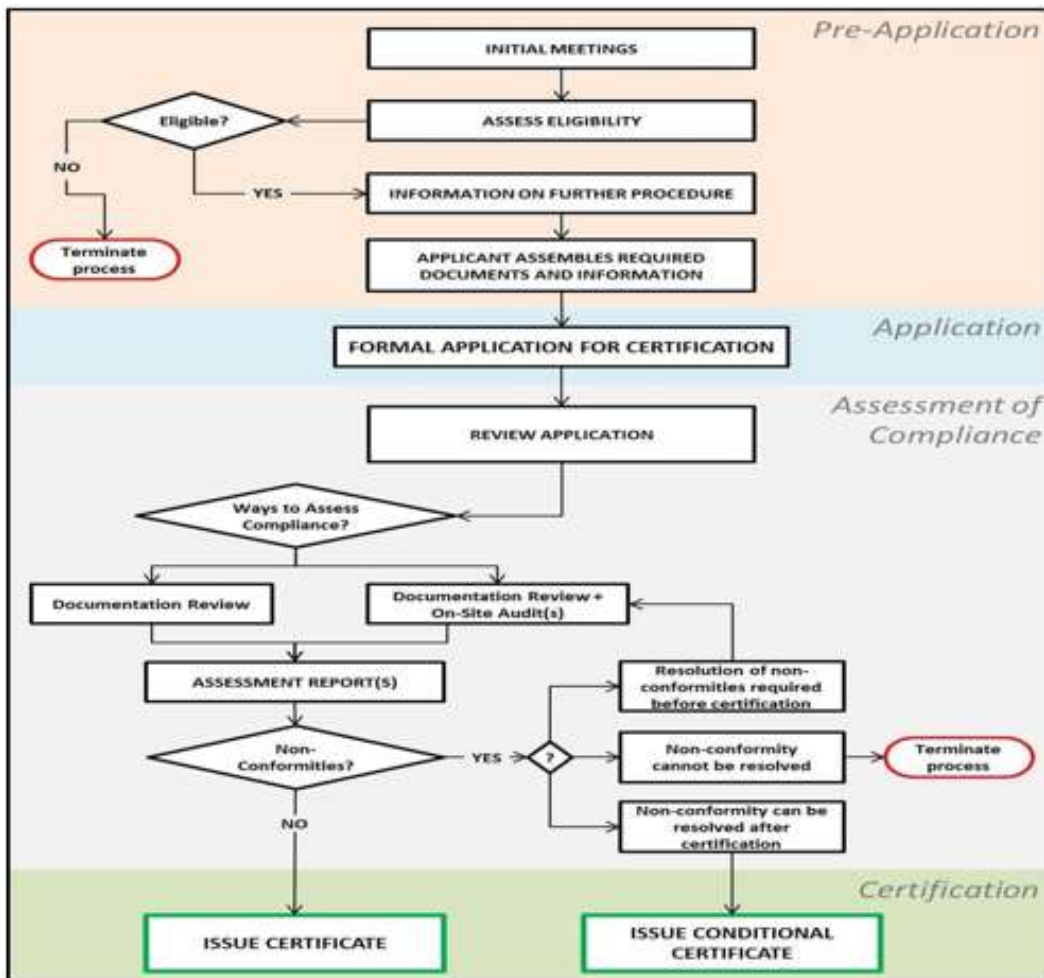 Pre-Application
INITIAL MEETINGS
Eligible?
ASSESS ELIGIBILITY
NO
YES
INFORMATION ON FURTHER PROCEDURE
Terminate
process
APPLICANT ASSEMBLES REQUIRED
DOCUMENTS AND INFORMATION
Application
FORMAL APPLICATION FOR CERTIFICATION
Assessment of
Compliance
REVIEW APPLICATION
Ways to Assess
Compliance?
Documentation Review
Documentation Review +
On-Site Audit(s)
ASSESSMENT REPORT(S)
Resolution of non-
conformities required
before certification
Non-
Conformities?
YES
?
Non-conformity
cannot be resolved
Terminate
process
NO
Non-conformity can be
resolved after
certification
Certification
ISSUE CERTIFICATE
ISSUE CONDITIONAL
CERTIFICATE